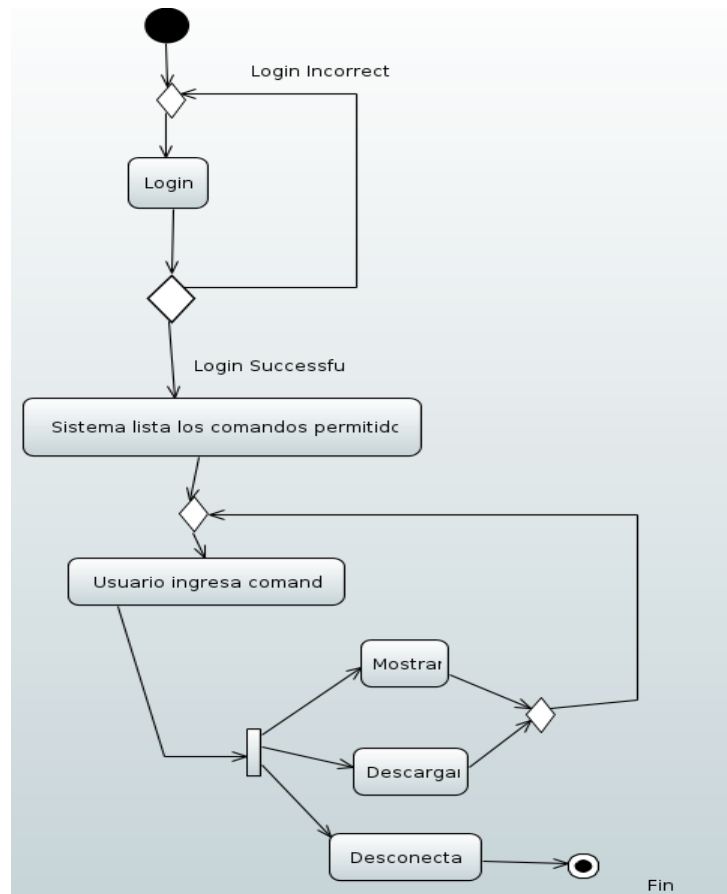 Login Incorrect
Login
Login Successfu
Sistema lista los comandos permitidc
Usuario ingresa comand
Mostrar
Descargar
Desconecta
Fin